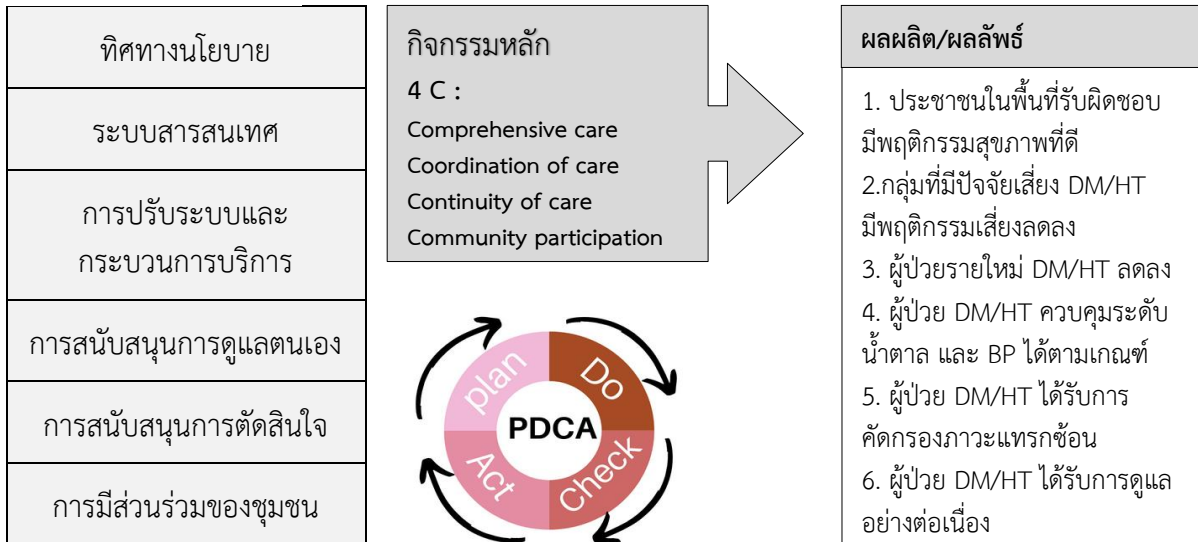 ทิศทางนโยบาย
ระบบสารสนเทศ
การปรับระบบและ
กระบวนการบริการ
การสนับสนุนการดูแลตนเอง
การสนับสนุนการตัดสินใจ
การมีส่วนร่วมของชุมชน
กิจกรรมหลัก
4 C :
Comprehensive care
Coordination of care
Continuity of care
Community participation
plan
Do
PDCA
Act
Check
ผลผลิต/ผลลัพธ์
1. ประชาชนในพื้นที่รับผิดชอบ
มีพฤติกรรมสุขภาพที่ดี
2.กลุ่มที่มีปัจจัยเสี่ยง DM/HT
มีพฤติกรรมเสี่ยงลดลง
3. ผู้ป่วยรายใหม่ DM/HT ลดลง
4. ผู้ป่วย DM/HT ควบคุมระดับ
น้ำตาล และ BP ได้ตามเกณฑ์
5. ผู้ป่วย DM/HT ได้รับการ
คัดกรองภาวะแทรกซ้อน
6. ผู้ป่วย DM/HT ได้รับการดูแล
อย่างต่อเนื่อง